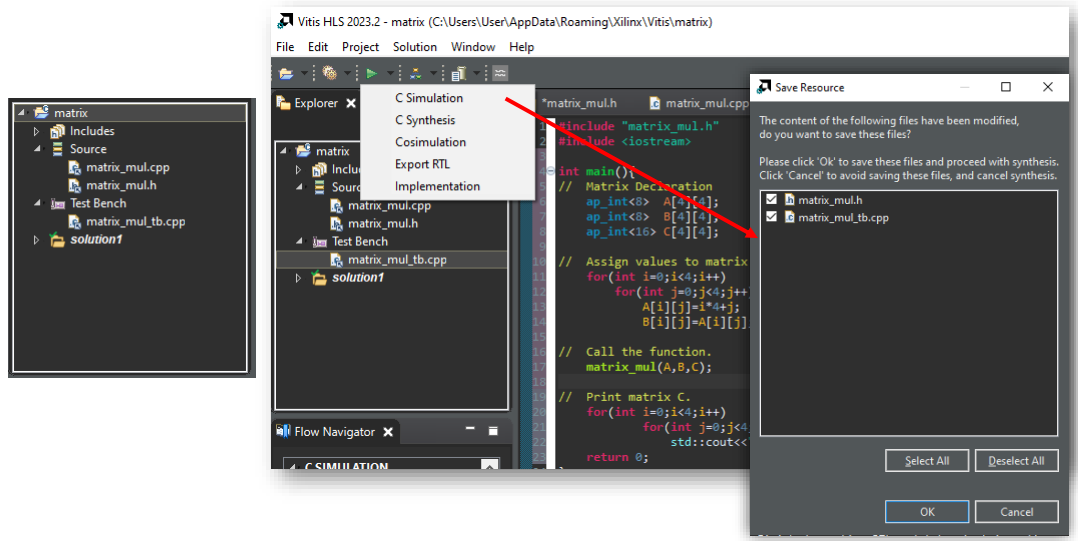 matrix
Includes
Source
matrix_mul.cpp
matrix_mul.h
Test Bench
matrix_mul_tb.cpp
solution1
Vitis HLS 2023.2 - matrix (C:\Users\User\AppData\Roaming\Xilinx\Vitis\matrix)
File Edit Project Solution Window Help
Explorer
C Simulation
C Synthesis
Cosimulation
Export RTL
Implementation
matrix
Inclu
Sourc
matrix_mul.cpp
matrix_mul.h
Test Bench
matrix_mul_tb.cpp
solution1
Flow Navigator
C SIMULATION
*matrix_mul.h
matrix_mul.cpp
1 #include "matrix_mul.h"
2 #include <iostream>
3
4 int main(){
5 // Matrix Declaration
6 ap_int<8> A[4][4];
7 ap_int<8> B[4][4];
8 ap_int<16> C[4][4];
9
10 // Assign values to matrix
11 for(int i=0;i<4;i++)
12 for(int j=0;j<4;j++)
13 A[i][j]=i*4+j;
14 B[i][j]=A[i][j]
15
16 // Call the function.
17 matrix_mul(A,B,C);
18
19 // Print matrix C.
20 for(int i=0;i<4;i++)
21 for(int j=0;j<4
22 std::cout<<
23 return 0;
Save Resource
The content of the following files have been modified,
do you want to save these files?
Please click 'Ok' to save these files and proceed with synthesis.
Click 'Cancel' to avoid saving these files, and cancel synthesis.
matrix_mul.h
matrix_mul_tb.cpp
Select All Deselect All
OK Cancel